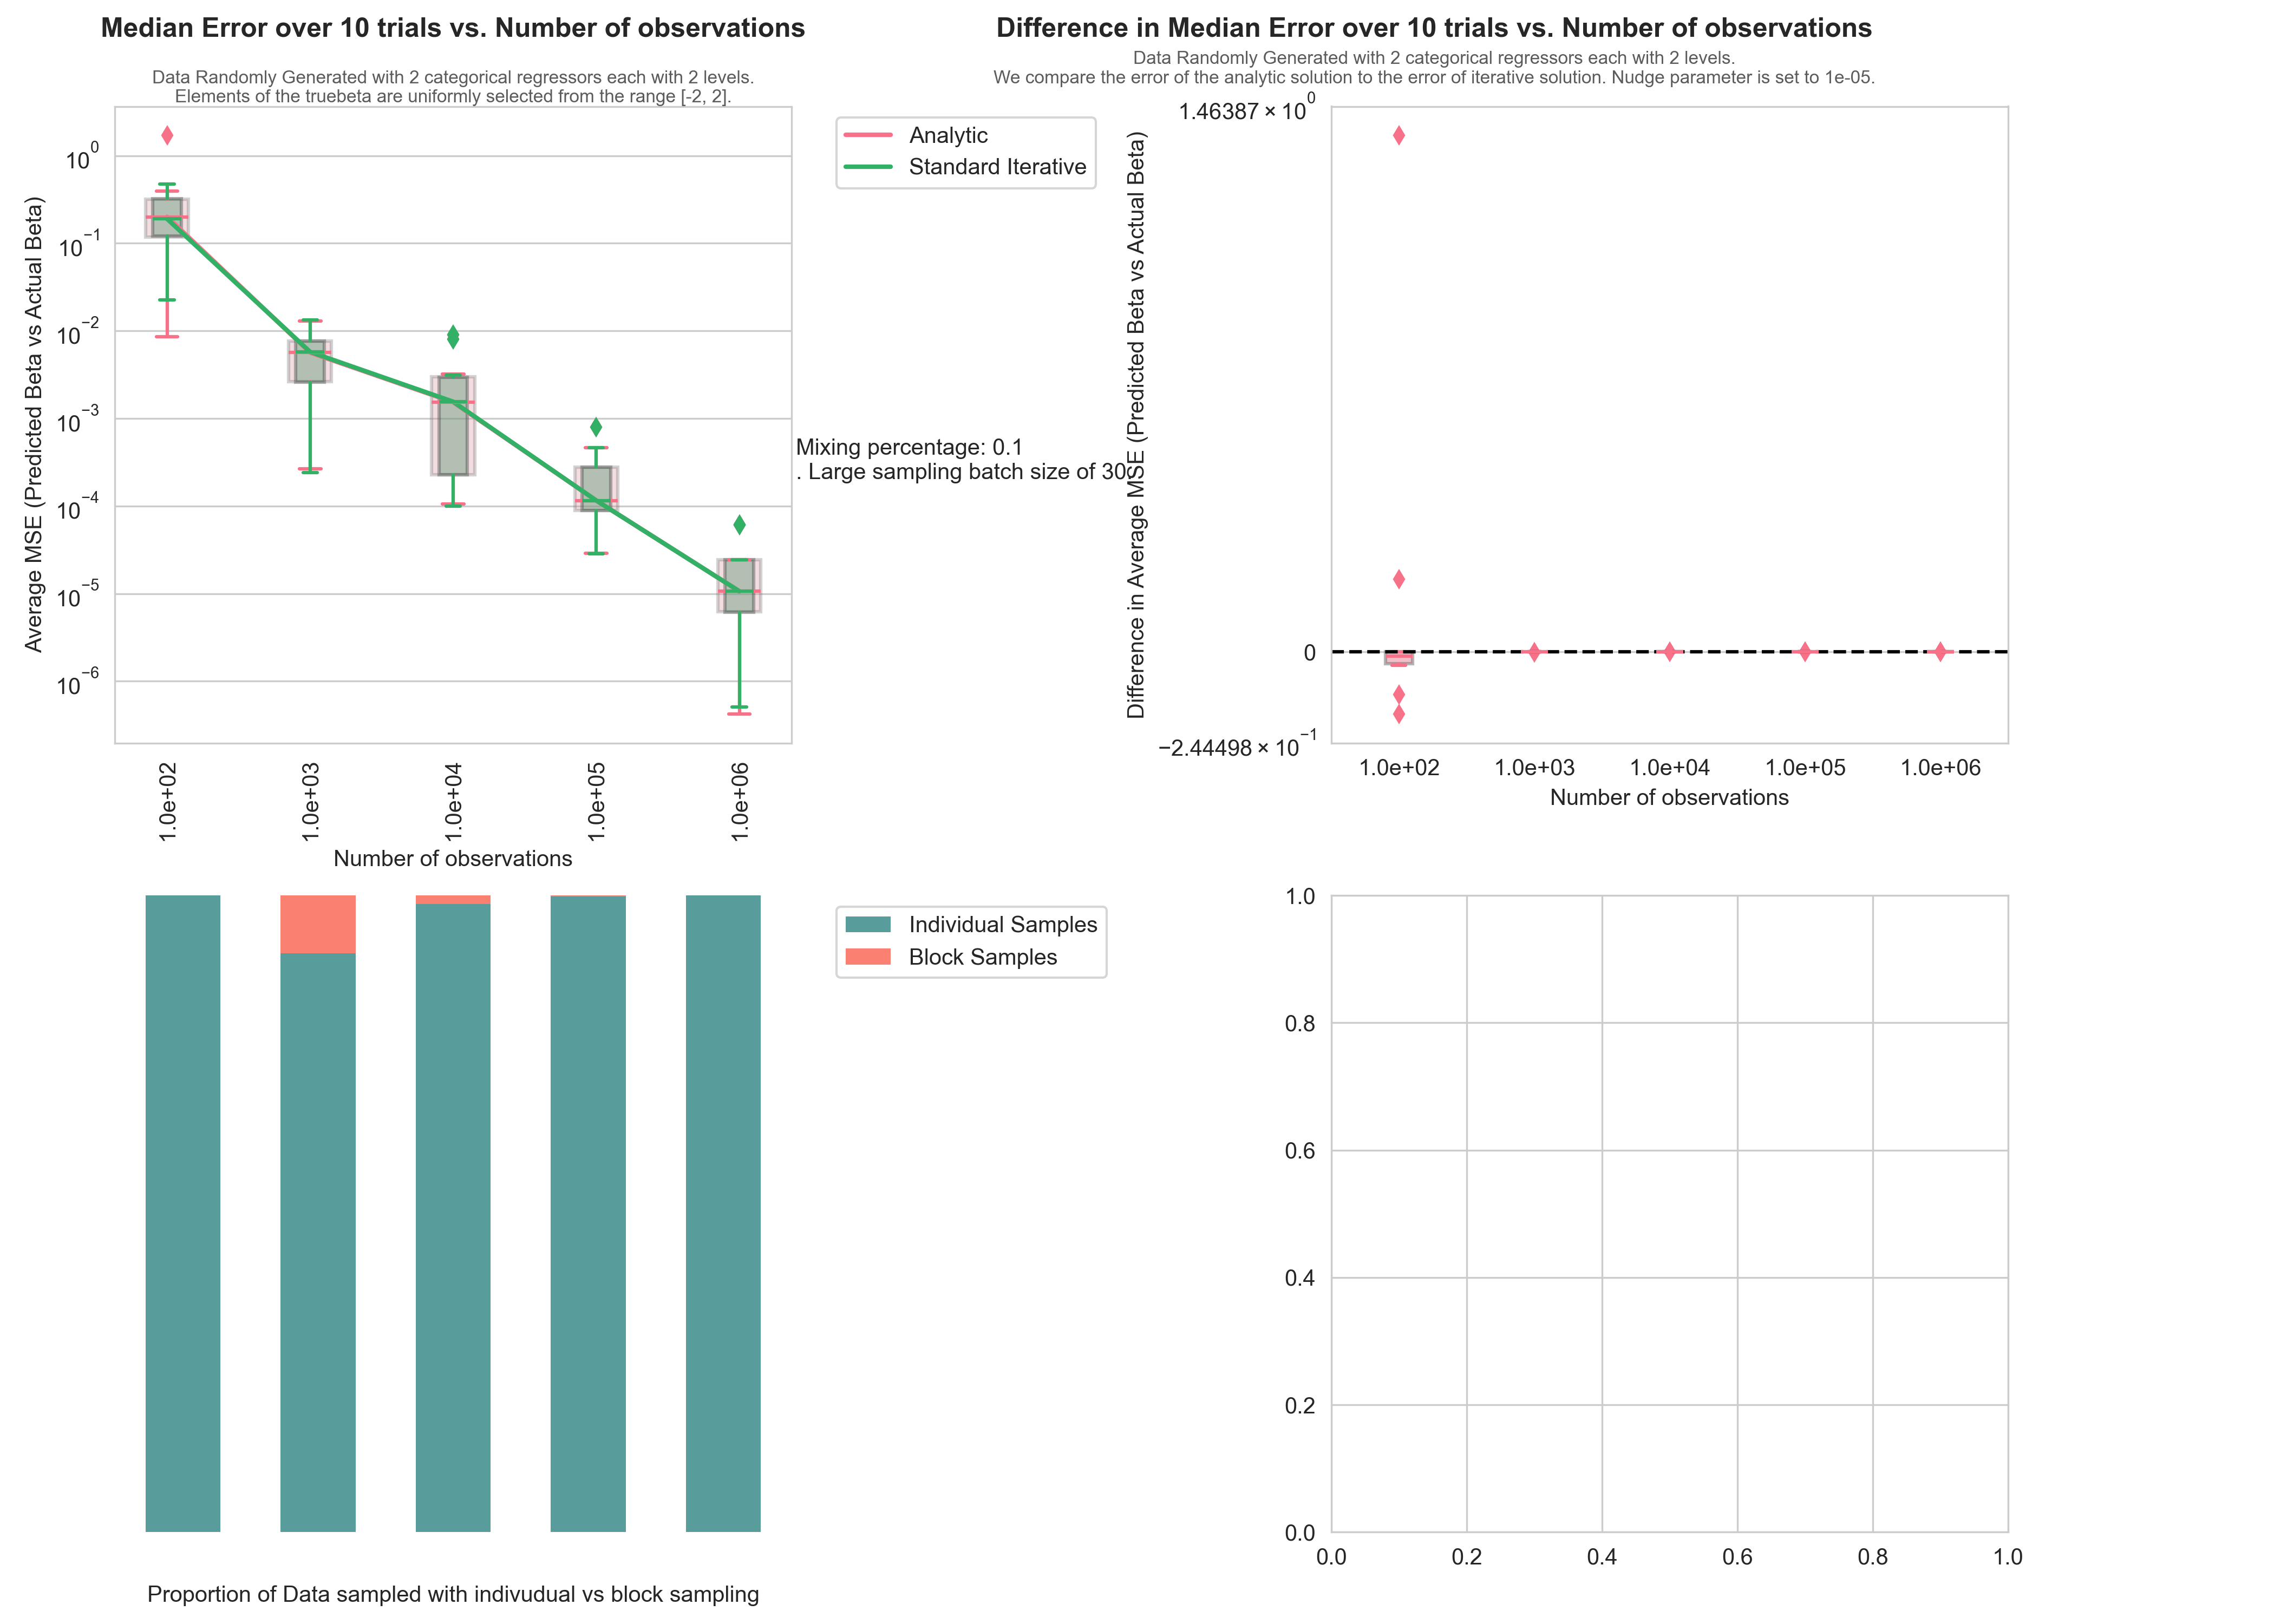 Median Error over 10 trials vs. Number of observations
Data Randomly Generated with 2 categorical regressors each with 2 levels.
Elements of the truebeta are uniformly selected from the range [-2, 2].
Average MSE (Predicted Beta vs Actual Beta)
10⁰
10⁻¹
10⁻²
10⁻³
10⁻⁴
10⁻⁵
10⁻⁶
1.0e+02
1.0e+03
1.0e+04
1.0e+05
1.0e+06
Number of observations
Analytic
Standard Iterative
Mixing percentage: 0.1
. Large sampling batch size of 30.
Difference in Median Error over 10 trials vs. Number of observations
Data Randomly Generated with 2 categorical regressors each with 2 levels.
We compare the error of the analytic solution to the error of iterative solution. Nudge parameter is set to 1e-05.
Difference in Average MSE (Predicted Beta vs Actual Beta)
1.46387 × 10⁰
0
−2.44498 × 10⁻¹
1.0e+02
1.0e+03
1.0e+04
1.0e+05
1.0e+06
Number of observations
Individual Samples
Block Samples
Proportion of Data sampled with indivudual vs block sampling
1.0
0.8
0.6
0.4
0.2
0.0
0.0
0.2
0.4
0.6
0.8
1.0